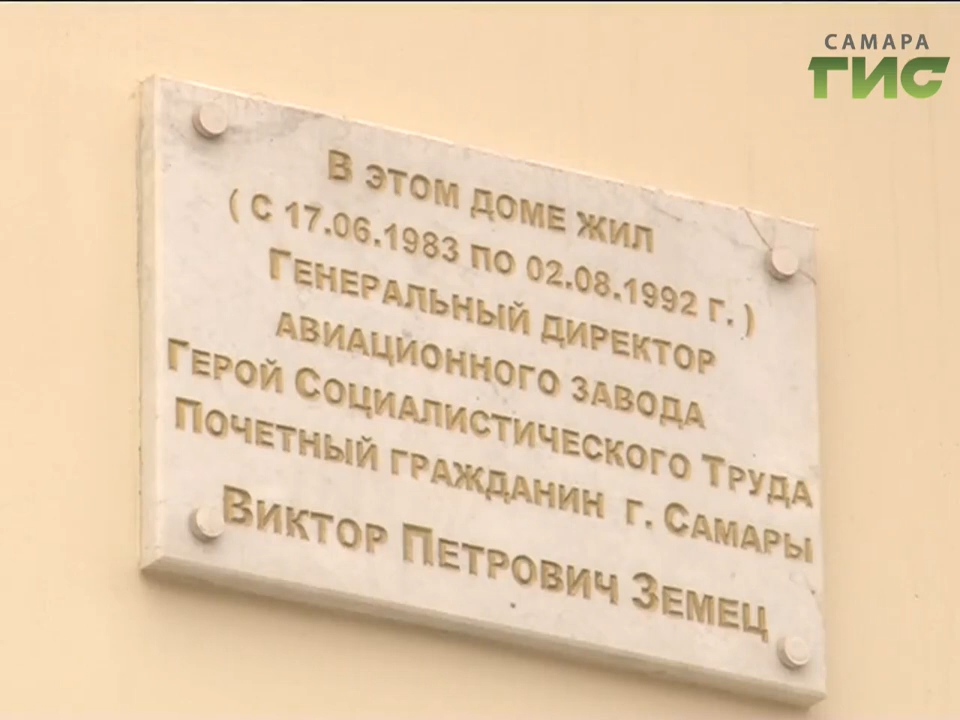 САМАРА
ГИС
В ЭТОМ ДОМЕ ЖИЛ
( С 17.06.1983 ПО 02.08.1992 Г. )
ГЕНЕРАЛЬНЫЙ ДИРЕКТОР
АВИАЦИОННОГО ЗАВОДА
ГЕРОЙ СОЦИАЛИСТИЧЕСКОГО ТРУДА
ПОЧЕТНЫЙ ГРАЖДАНИН Г. САМАРЫ
ВИКТОР ПЕТРОВИЧ ЗЕМЕЦ